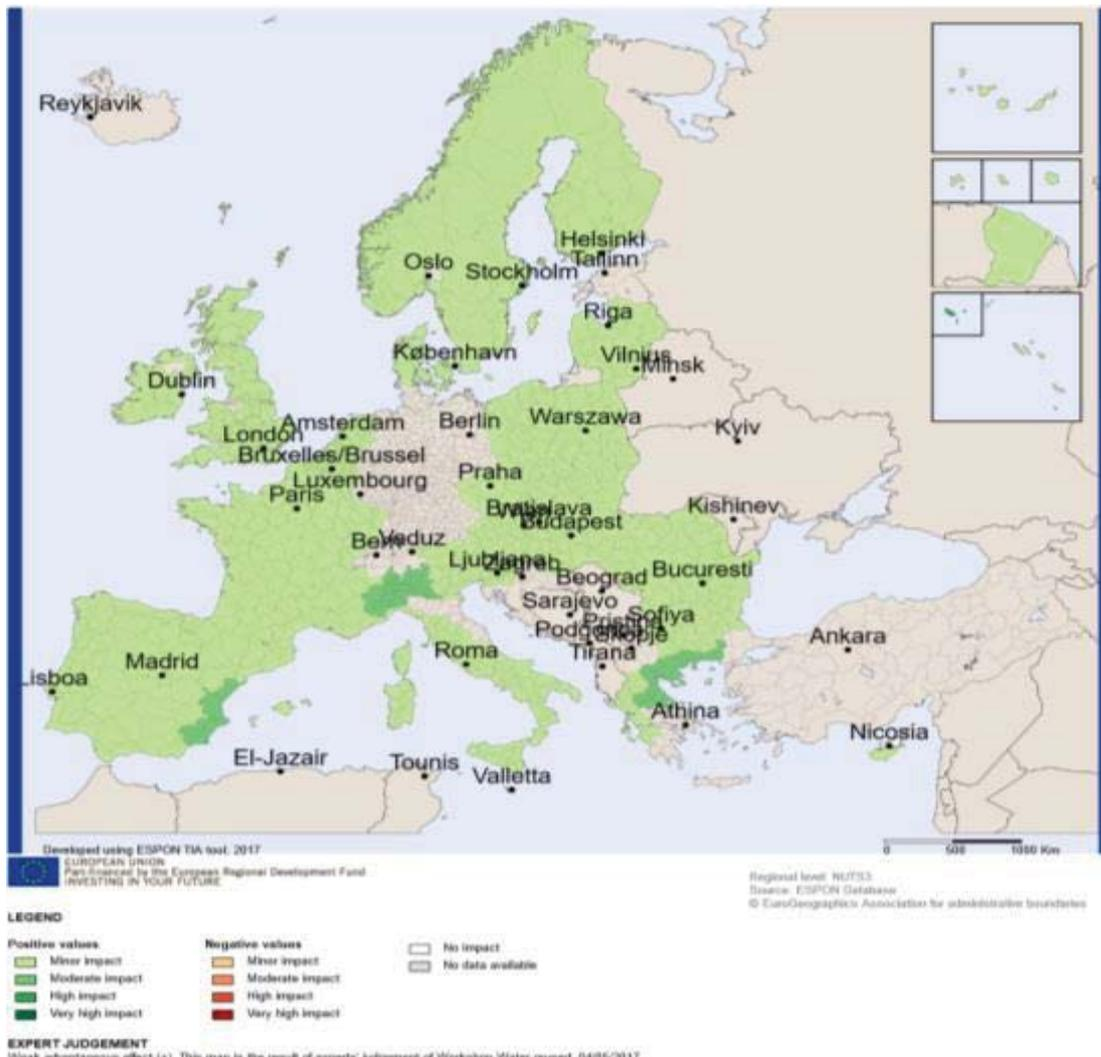 Reykjavik
Helsinki
Tallinn
Oslo
Stockholm
Riga
København
Vilnius
Minsk
Dublin
Amsterdam
Berlin
Warszawa
London
Kyiv
Bruxelles/Brussel
Praha
Luxembourg
Paris
Bratislava
Kishinev
Budapest
Bern
Vaduz
Ljubljana
Zagreb
Beograd
Bucuresti
Sarajevo
Sofiya
Podgorica
Skopje
Ankara
Roma
Tirana
Madrid
Lisboa
Athina
Nicosia
El-Jazair
Tounis
Valletta
Developed using ESPON TIA tool, 2017
0 500 1000 Km
EUROPEAN UNION
Part-financed by the European Regional Development Fund
INVESTING IN YOUR FUTURE
Regional level: NUTS3
Source: ESPON Database
© EuroGeographics Association for administrative boundaries
LEGEND
Positive values
Minor impact
Moderate impact
High impact
Very high impact
Negative values
Minor impact
Moderate impact
High impact
Very high impact
No impact
No data available
EXPERT JUDGEMENT